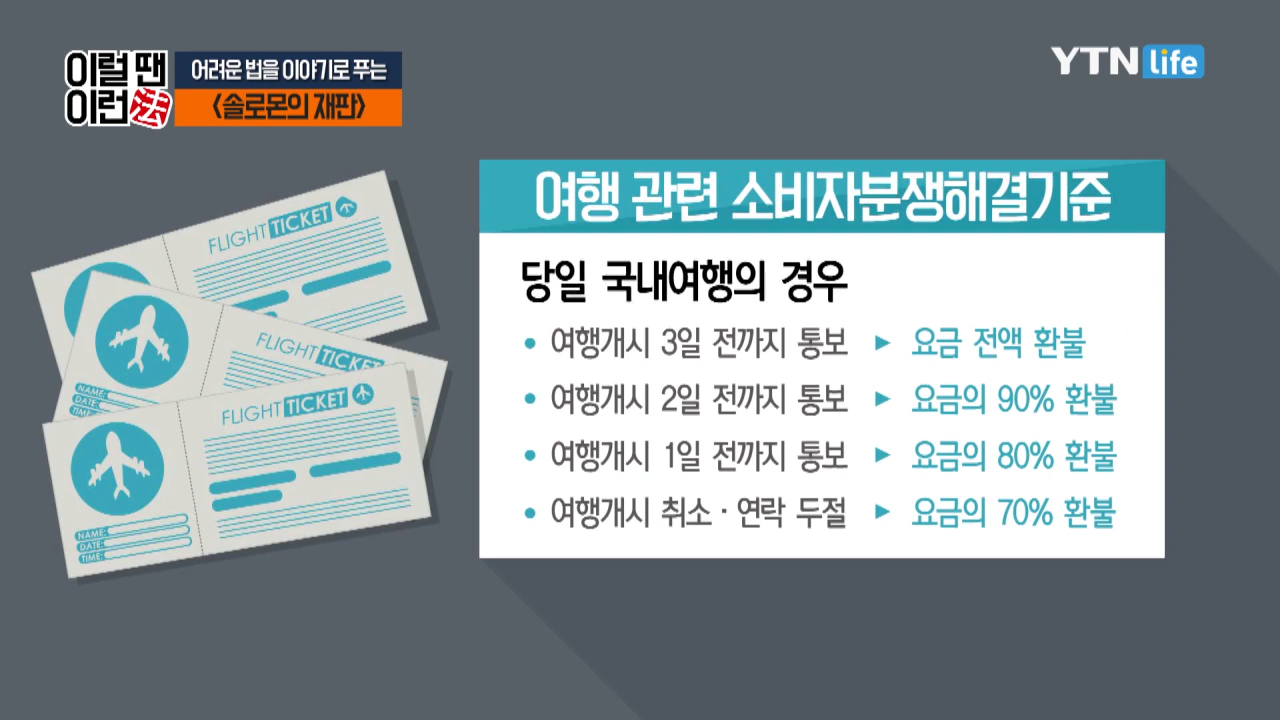 이럴 땐
이런 法
어려운 법을 이야기로 푸는
<솔로몬의 재판>
YTN life
FLIGHT TICKET
FLIGHT TICKET
NAME:
DATE:
TIME:
FLIGHT TICKET
NAME:
DATE:
TIME:
여행 관련 소비자분쟁해결기준
당일 국내여행의 경우
• 여행개시 3일 전까지 통보 ▶ 요금 전액 환불
• 여행개시 2일 전까지 통보 ▶ 요금의 90% 환불
• 여행개시 1일 전까지 통보 ▶ 요금의 80% 환불
• 여행개시 취소 · 연락 두절 ▶ 요금의 70% 환불